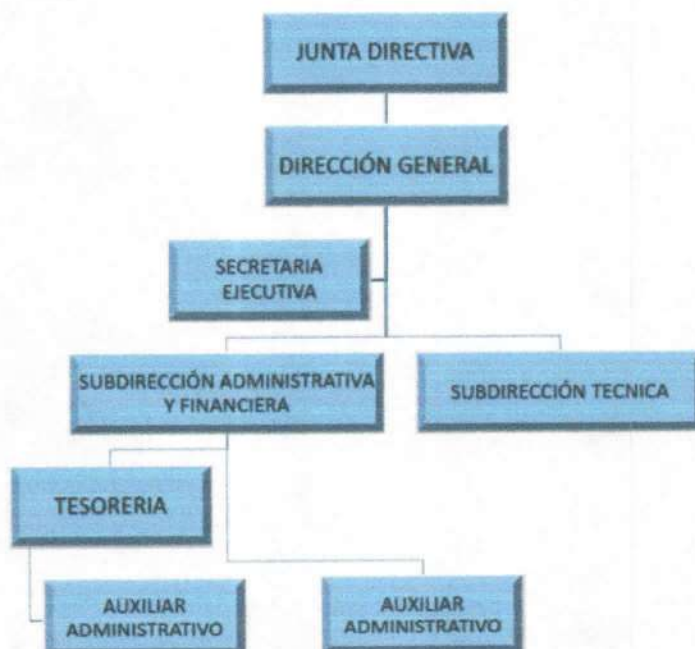 JUNTA DIRECTIVA
DIRECCIÓN GENERAL
SECRETARIA
EJECUTIVA
SUBDIRECCIÓN ADMINISTRATIVA
Y FINANCIERA
SUBDIRECCIÓN TECNICA
TESORERIA
AUXILIAR
ADMINISTRATIVO
AUXILIAR
ADMINISTRATIVO